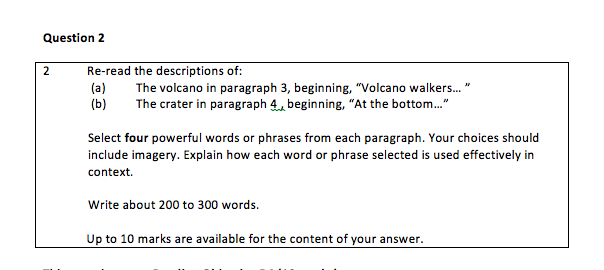 Question 2
2 Re-read the descriptions of:
(a) The volcano in paragraph 3, beginning, “Volcano walkers… ”
(b) The crater in paragraph 4 , beginning, “At the bottom…”
Select four powerful words or phrases from each paragraph. Your choices should
include imagery. Explain how each word or phrase selected is used effectively in
context.
Write about 200 to 300 words.
Up to 10 marks are available for the content of your answer.